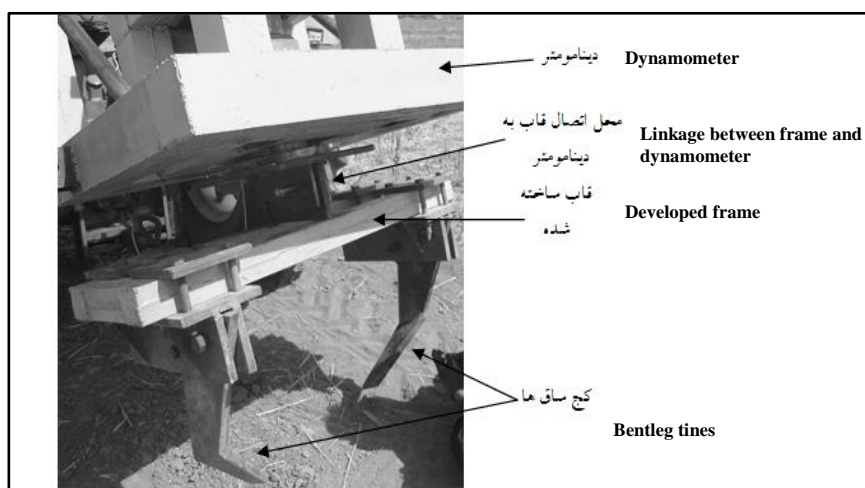 دینامومتر Dynamometer
محل اتصال قاب به
دینامومتر
Linkage between frame and
dynamometer
قاب ساخته
شده
Developed frame
کج ساق ها
Bentleg tines